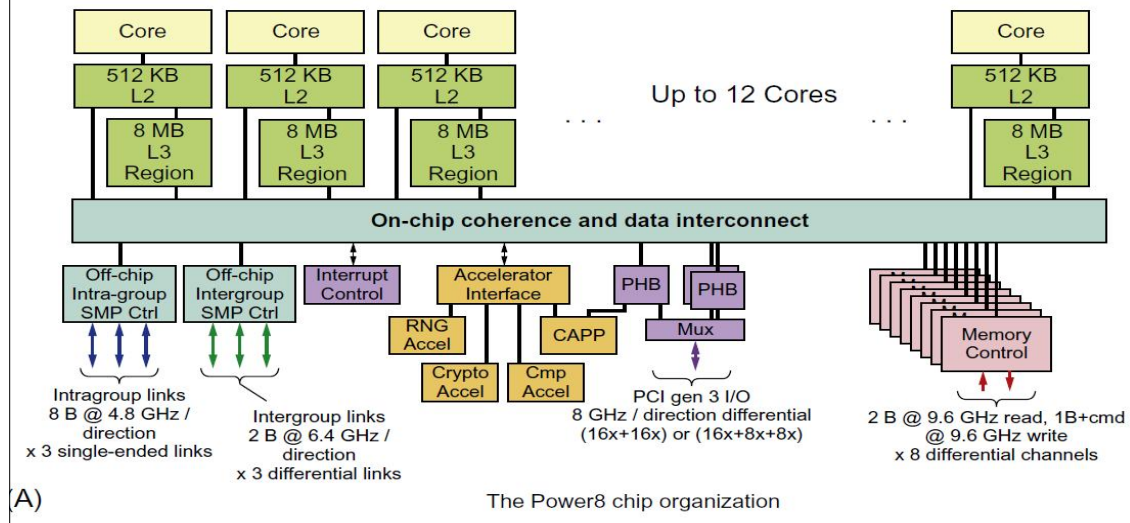 Core
Core
Core
Core
512 KB
L2
512 KB
L2
512 KB
L2
512 KB
L2
Up to 12 Cores
8 MB
L3
Region
8 MB
L3
Region
8 MB
L3
Region
. . .
. . .
8 MB
L3
Region
On-chip coherence and data interconnect
Off-chip
Intra-group
SMP Ctrl
Off-chip
Intergroup
SMP Ctrl
Interrupt
Control
Accelerator
Interface
PHB
PHB
RNG
Accel
CAPP
Mux
Memory
Control
Crypto
Accel
Cmp
Accel
Intragroup links
8 B @ 4.8 GHz /
direction
x 3 single-ended links
Intergroup links
2 B @ 6.4 GHz /
direction
x 3 differential links
PCI gen 3 I/O
8 GHz / direction differential
(16x+16x) or (16x+8x+8x)
2 B @ 9.6 GHz read, 1B+cmd
@ 9.6 GHz write
x 8 differential channels
(A)
The Power8 chip organization